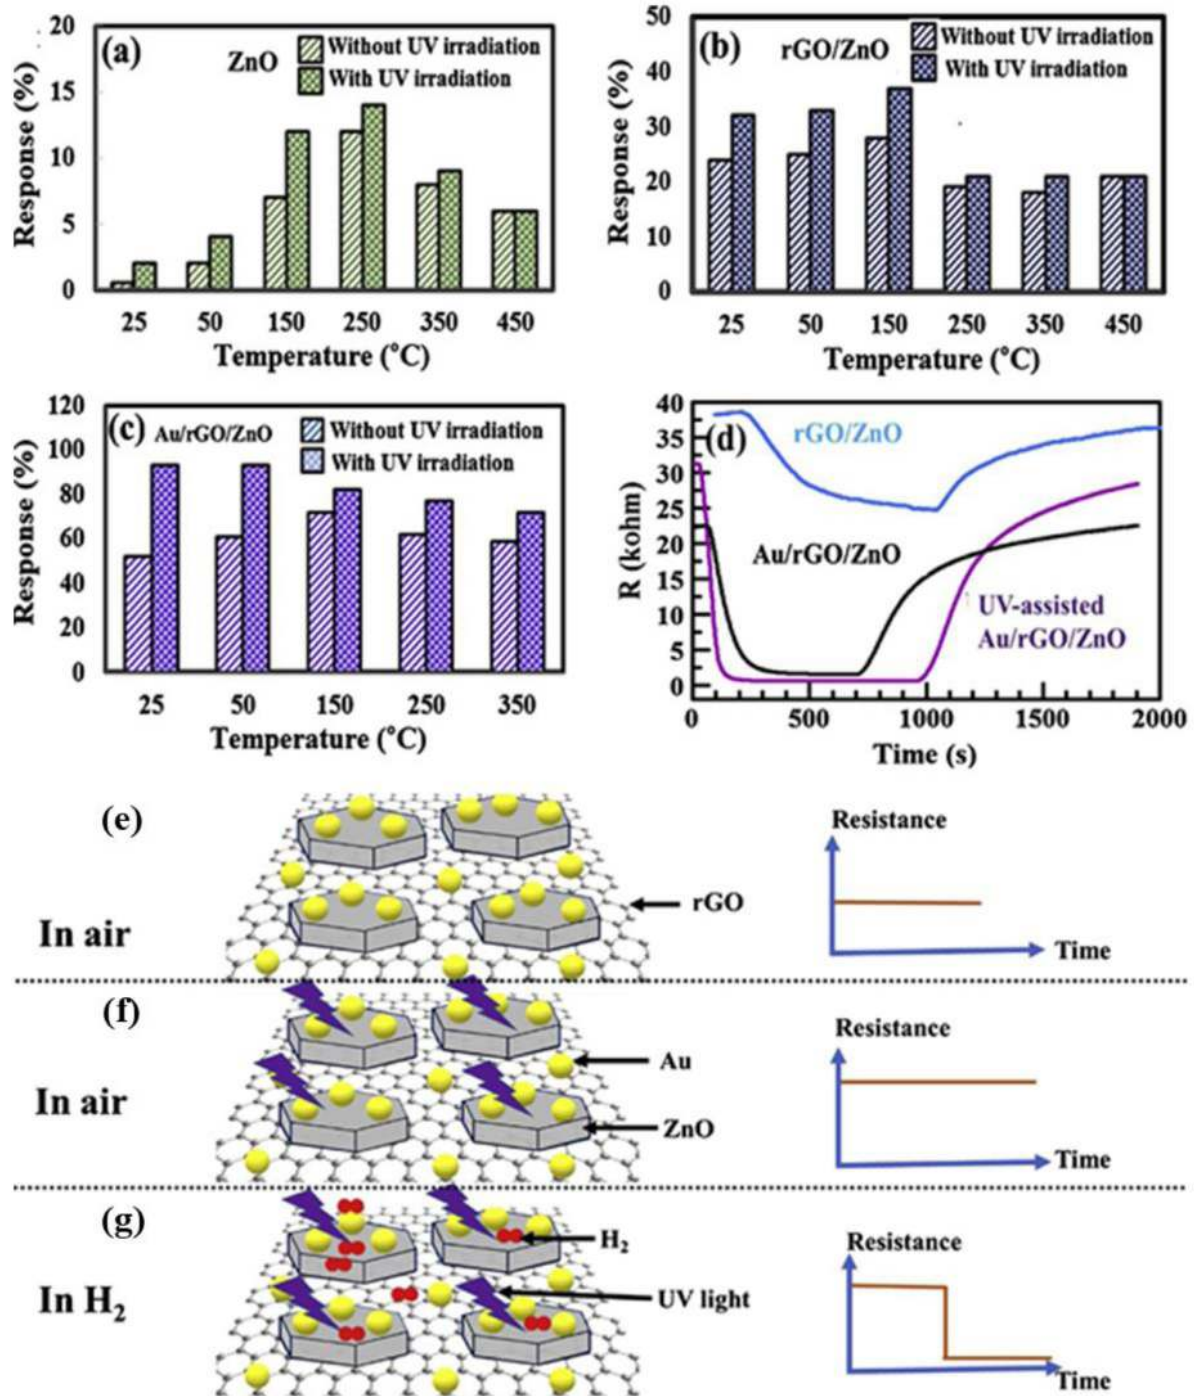 (a)
ZnO
Without UV irradiation
With UV irradiation
Response (%)
20
15
10
5
0
25 50 150 250 350 450
Temperature (°C)
(b)
rGO/ZnO
Without UV irradiation
With UV irradiation
Response (%)
50
40
30
20
10
0
25 50 150 250 350 450
Temperature (°C)
(c)
Au/rGO/ZnO
Without UV irradiation
With UV irradiation
Response (%)
120
100
80
60
40
20
0
25 50 150 250 350
Temperature (°C)
(d)
rGO/ZnO
Au/rGO/ZnO
UV-assisted
Au/rGO/ZnO
R (kohm)
40
35
30
25
20
15
10
5
0
0 500 1000 1500 2000
Time (s)
(e)
In air
rGO
Resistance
Time
(f)
In air
Au
ZnO
Resistance
Time
(g)
In H₂
H₂
UV light
Resistance
Time